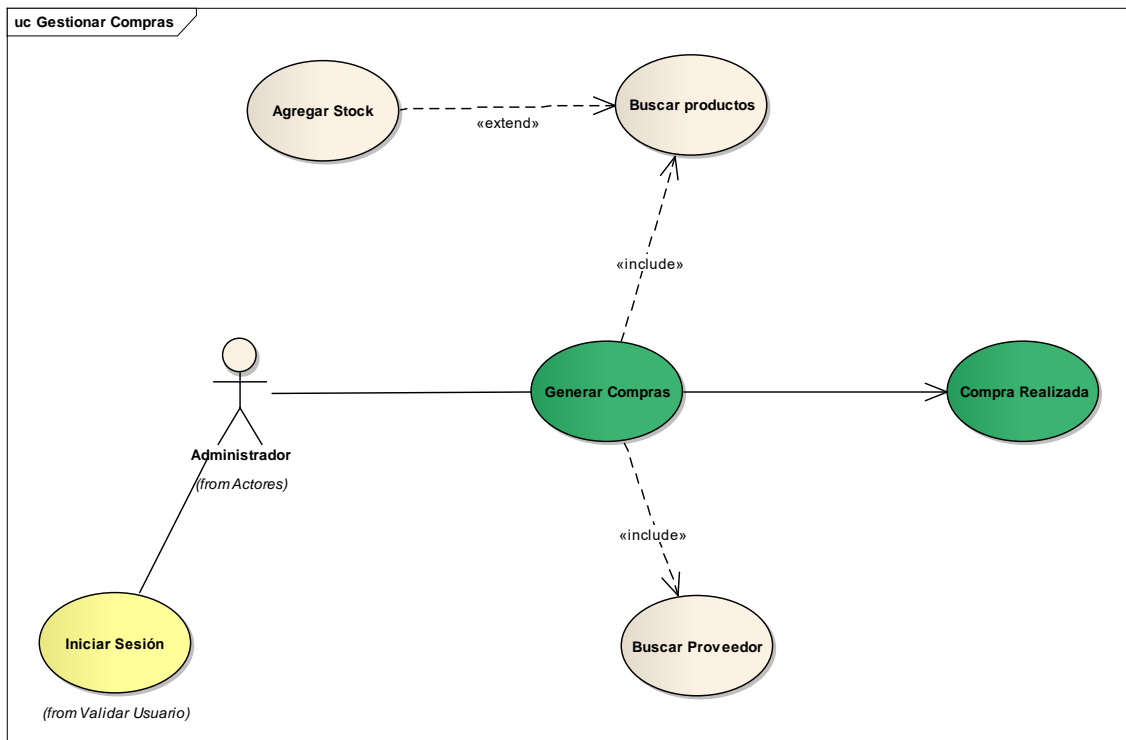 uc Gestionar Compras
Agregar Stock
«extend»
Buscar productos
«include»
Administrador
(from Actores)
Generar Compras
Compra Realizada
«include»
Iniciar Sesión
(from Validar Usuario)
Buscar Proveedor